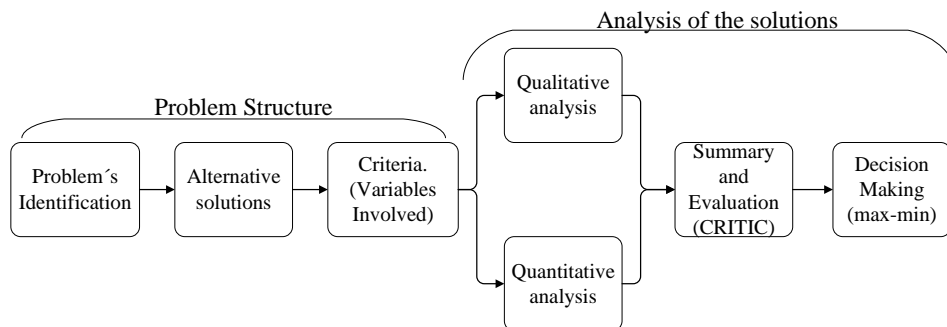 Analysis of the solutions
Problem Structure
Problem´s
Identification
Alternative
solutions
Criteria.
(Variables
Involved)
Qualitative
analysis
Quantitative
analysis
Summary
and
Evaluation
(CRITIC)
Decision
Making
(max-min)